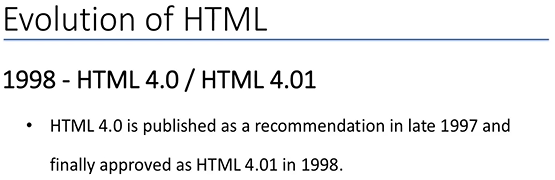 Evolution of HTML
1998 - HTML 4.0 / HTML 4.01
• HTML 4.0 is published as a recommendation in late 1997 and
finally approved as HTML 4.01 in 1998.